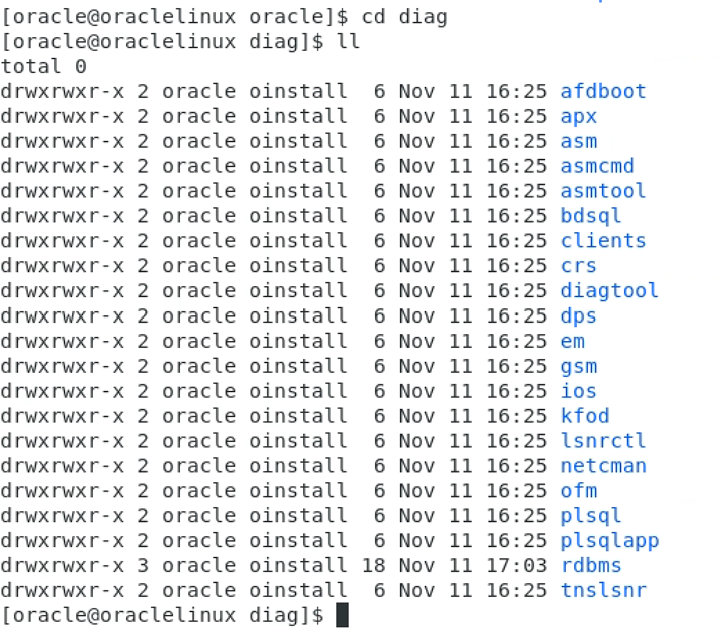 [oracle@oraclelinux oracle]$ cd diag
[oracle@oraclelinux diag]$ ll
total 0
drwxrwxr-x 2 oracle oinstall  6 Nov 11 16:25 afdboot
drwxrwxr-x 2 oracle oinstall  6 Nov 11 16:25 apx
drwxrwxr-x 2 oracle oinstall  6 Nov 11 16:25 asm
drwxrwxr-x 2 oracle oinstall  6 Nov 11 16:25 asmcmd
drwxrwxr-x 2 oracle oinstall  6 Nov 11 16:25 asmtool
drwxrwxr-x 2 oracle oinstall  6 Nov 11 16:25 bdsql
drwxrwxr-x 2 oracle oinstall  6 Nov 11 16:25 clients
drwxrwxr-x 2 oracle oinstall  6 Nov 11 16:25 crs
drwxrwxr-x 2 oracle oinstall  6 Nov 11 16:25 diagtool
drwxrwxr-x 2 oracle oinstall  6 Nov 11 16:25 dps
drwxrwxr-x 2 oracle oinstall  6 Nov 11 16:25 em
drwxrwxr-x 2 oracle oinstall  6 Nov 11 16:25 gsm
drwxrwxr-x 2 oracle oinstall  6 Nov 11 16:25 ios
drwxrwxr-x 2 oracle oinstall  6 Nov 11 16:25 kfod
drwxrwxr-x 2 oracle oinstall  6 Nov 11 16:25 lsnrctl
drwxrwxr-x 2 oracle oinstall  6 Nov 11 16:25 netcman
drwxrwxr-x 2 oracle oinstall  6 Nov 11 16:25 ofm
drwxrwxr-x 2 oracle oinstall  6 Nov 11 16:25 plsql
drwxrwxr-x 2 oracle oinstall  6 Nov 11 16:25 plsqlapp
drwxrwxr-x 3 oracle oinstall 18 Nov 11 17:03 rdbms
drwxrwxr-x 2 oracle oinstall  6 Nov 11 16:25 tnslsnr
[oracle@oraclelinux diag]$